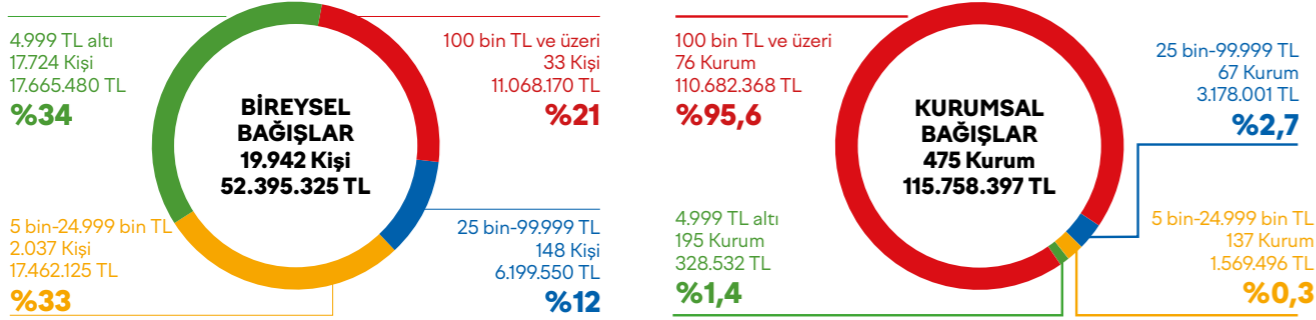 4.999 TL altı
17.724 Kişi
17.665.480 TL
%34
100 bin TL ve üzeri
33 Kişi
11.068.170 TL
%21
BİREYSEL
BAĞIŞLAR
19.942 Kişi
52.395.325 TL
5 bin-24.999 bin TL
2.037 Kişi
17.462.125 TL
%33
25 bin-99.999 TL
148 Kişi
6.199.550 TL
%12
100 bin TL ve üzeri
76 Kurum
110.682.368 TL
%95,6
25 bin-99.999 TL
67 Kurum
3.178.001 TL
%2,7
KURUMSAL
BAĞIŞLAR
475 Kurum
115.758.397 TL
4.999 TL altı
195 Kurum
328.532 TL
%1,4
5 bin-24.999 bin TL
137 Kurum
1.569.496 TL
%0,3